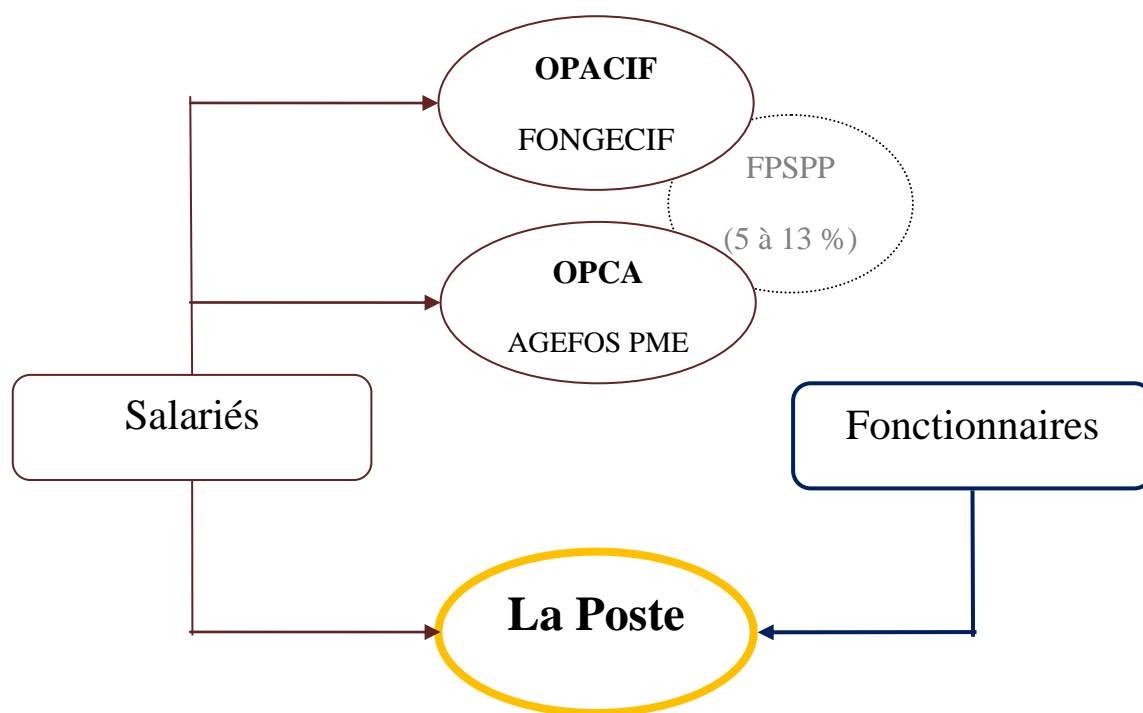 OPACIF
FONGECIF
FPSPP
(5 à 13 %)
OPCA
AGEFOS PME
Salariés
Fonctionnaires
La Poste